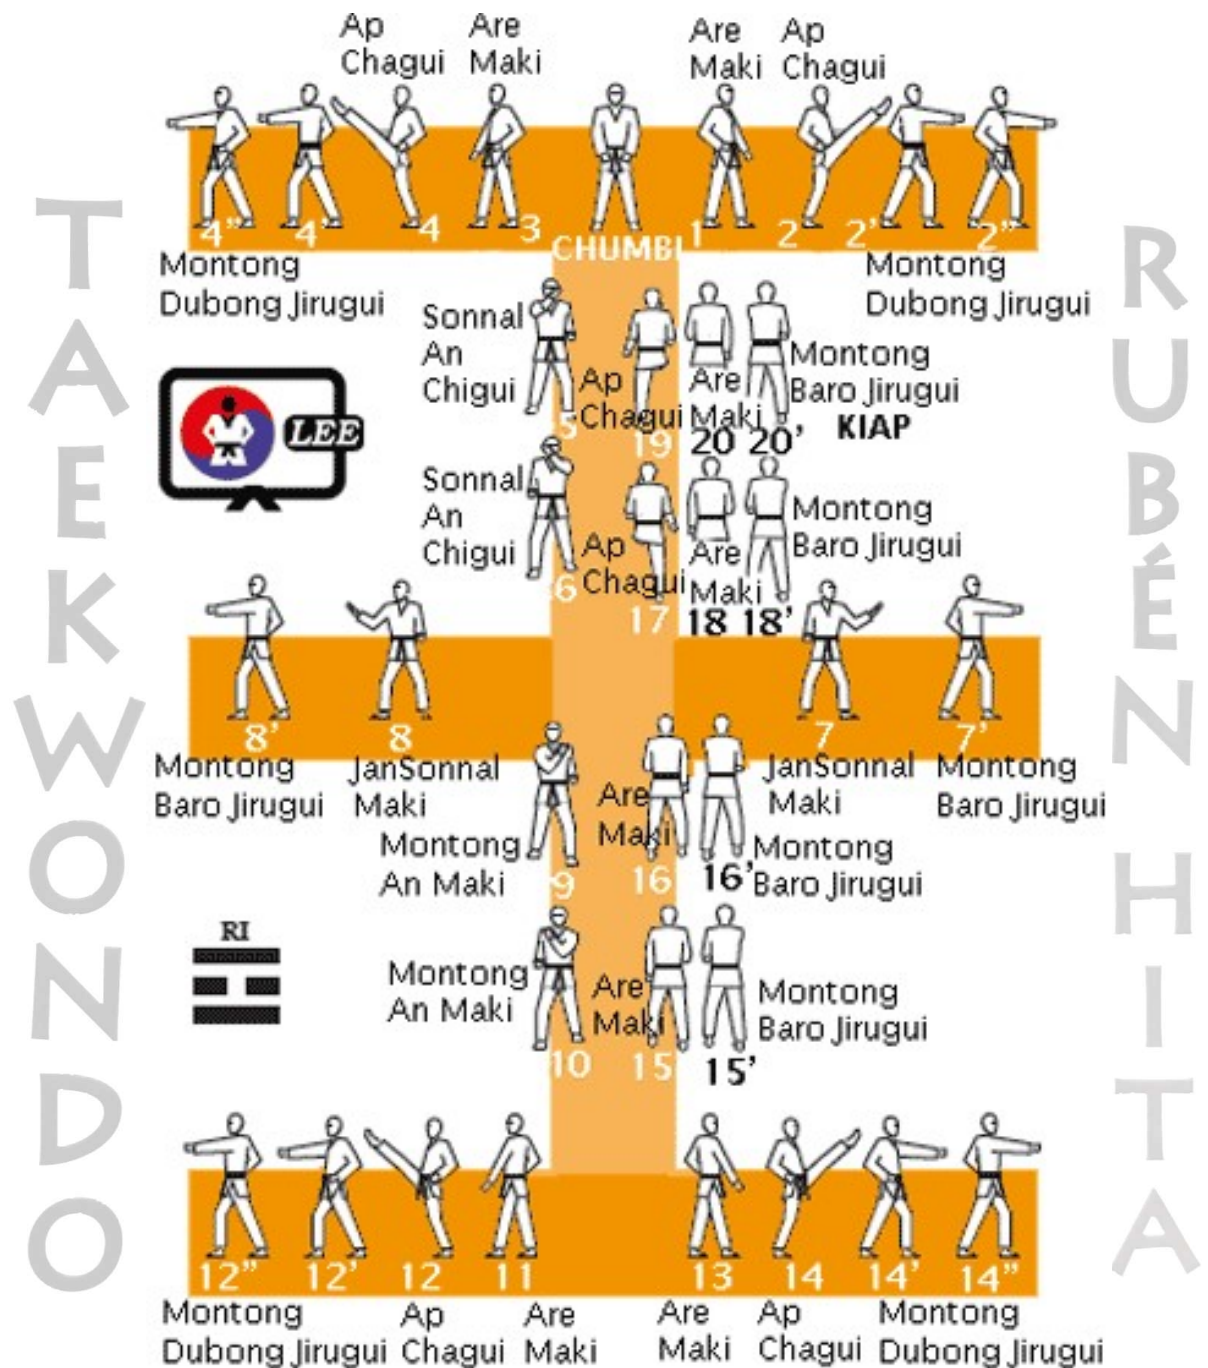 Ap Chagui
Are Maki
Are Maki
Ap Chagui
4” 4’ 4 3 CHUMBI 1 2 2’ 2”
Montong
Dubong Jirugui
Montong
Dubong Jirugui
TAEKWONDO
RUBÉN HITA
Sonnal
An
Chigui
5
Ap
Chagui
19
Are
Maki
20 20’
Montong
Baro Jirugui
KIAP
LEE
Sonnal
An
Chigui
6
Ap
Chagui
17
Are
Maki
18 18’
Montong
Baro Jirugui
8’ 8 7 7’
Montong
Baro Jirugui
JanSonnal
Maki
JanSonnal
Maki
Montong
Baro Jirugui
Montong
An Maki
9
Are
Maki
16 16’
Montong
Baro Jirugui
RI
Montong
An Maki
10
Are
Maki
15 15’
Montong
Baro Jirugui
12” 12’ 12 11 13 14 14’ 14”
Montong
Dubong Jirugui
Ap
Chagui
Are
Maki
Are
Maki
Ap
Chagui
Montong
Dubong Jirugui